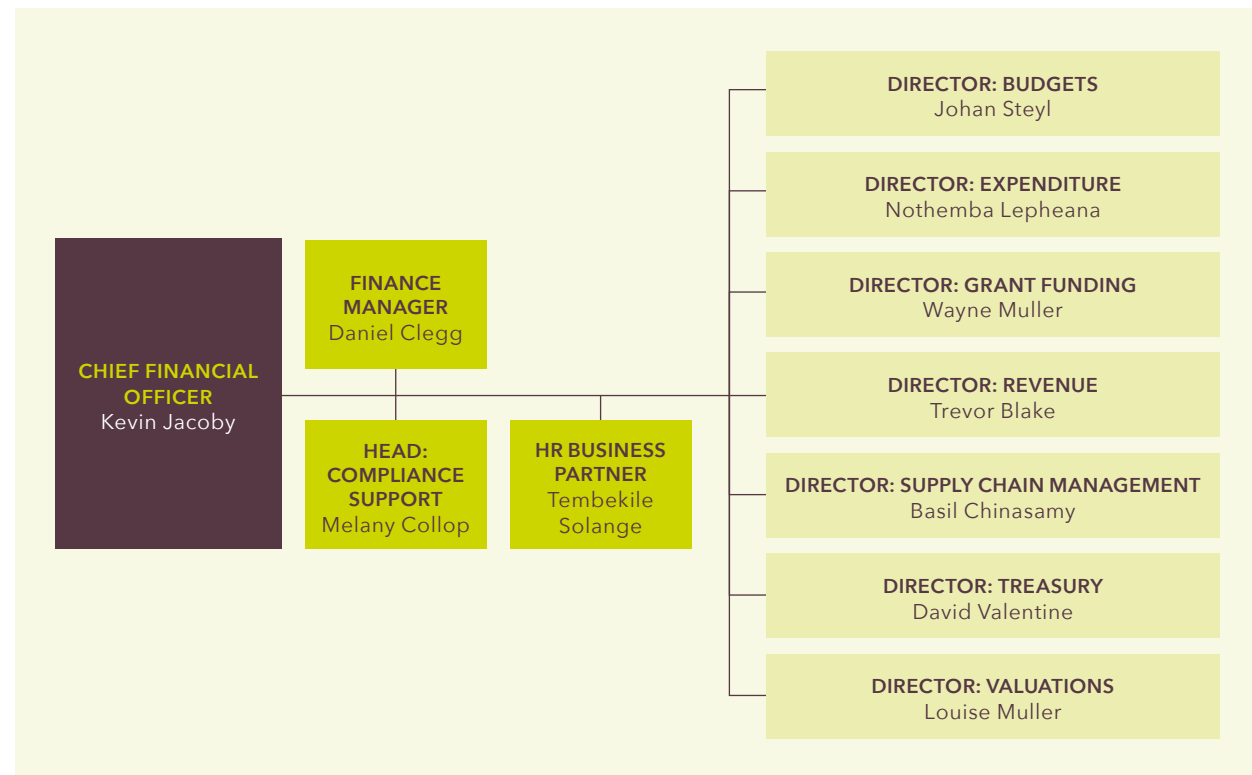 CHIEF FINANCIAL
OFFICER
Kevin Jacoby
FINANCE
MANAGER
Daniel Clegg
HEAD:
COMPLIANCE
SUPPORT
Melany Collop
HR BUSINESS
PARTNER
Tembekile
Solange
DIRECTOR: BUDGETS
Johan Steyl
DIRECTOR: EXPENDITURE
Nothemba Lepheana
DIRECTOR: GRANT FUNDING
Wayne Muller
DIRECTOR: REVENUE
Trevor Blake
DIRECTOR: SUPPLY CHAIN MANAGEMENT
Basil Chinasamy
DIRECTOR: TREASURY
David Valentine
DIRECTOR: VALUATIONS
Louise Muller